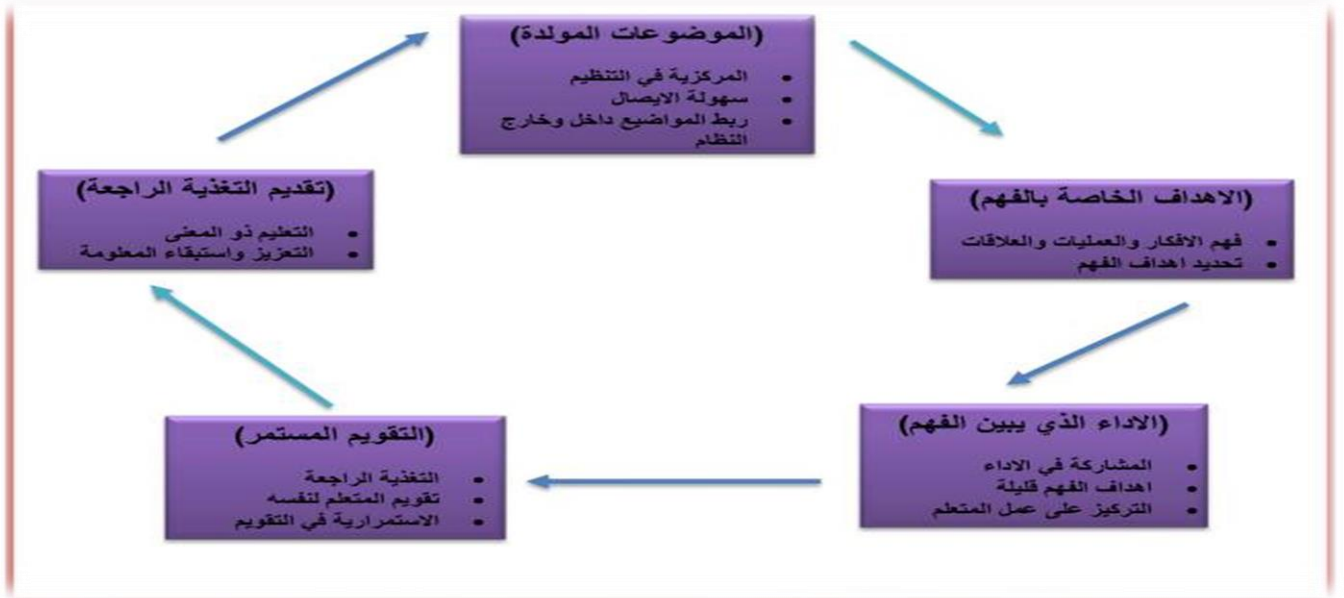 (الموضوعات المولدة)
• المركزية في التنظيم
• سهولة الايصال
• ربط المواضيع داخل وخارج
النظام
(الاهداف الخاصة بالفهم)
• فهم الافكار والعمليات والعلاقات
• تحديد اهداف الفهم
(الاداء الذي يبين الفهم)
• المشاركة في الاداء
• اهداف الفهم قليلة
• التركيز على عمل المتعلم
(التقويم المستمر)
• التغذية الراجعة
• تقويم المتعلم لنفسه
• الاستمرارية في التقويم
(تقديم التغذية الراجعة)
• التعليم ذو المعنى
• التعزيز واستبقاء المعلومة